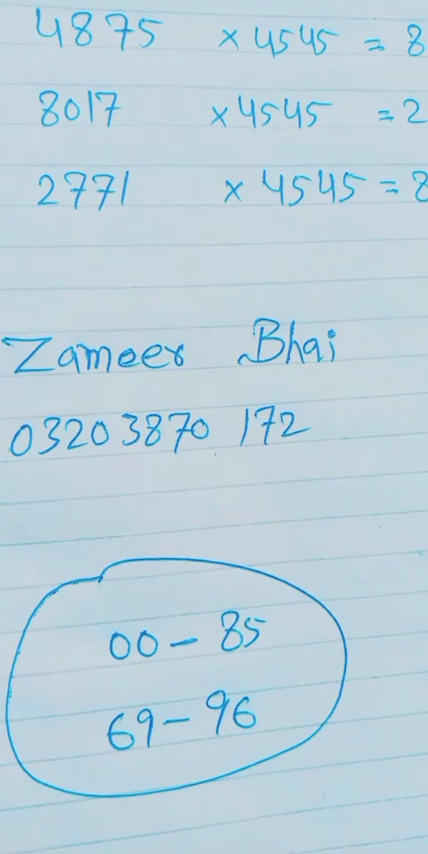 4875 × 4545 = 8
8017 × 4545 = 2
2771 × 4545 = 8
Zameer Bhai
03203870 172
00 - 85
69 - 96